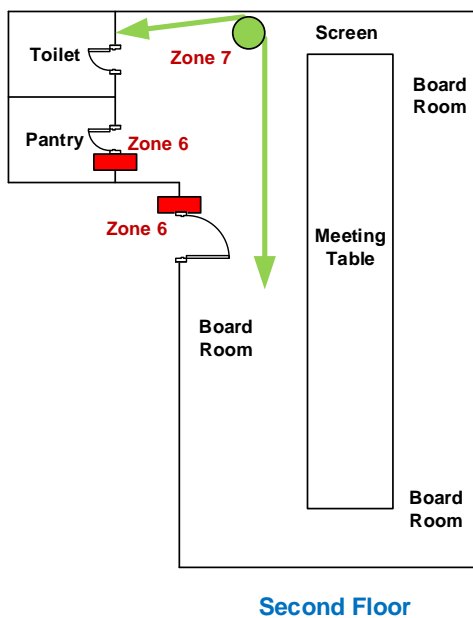 Screen
Toilet
Zone 7
Board
Room
Pantry
Zone 6
Zone 6
Meeting
Table
Board
Room
Board
Room
Second Floor